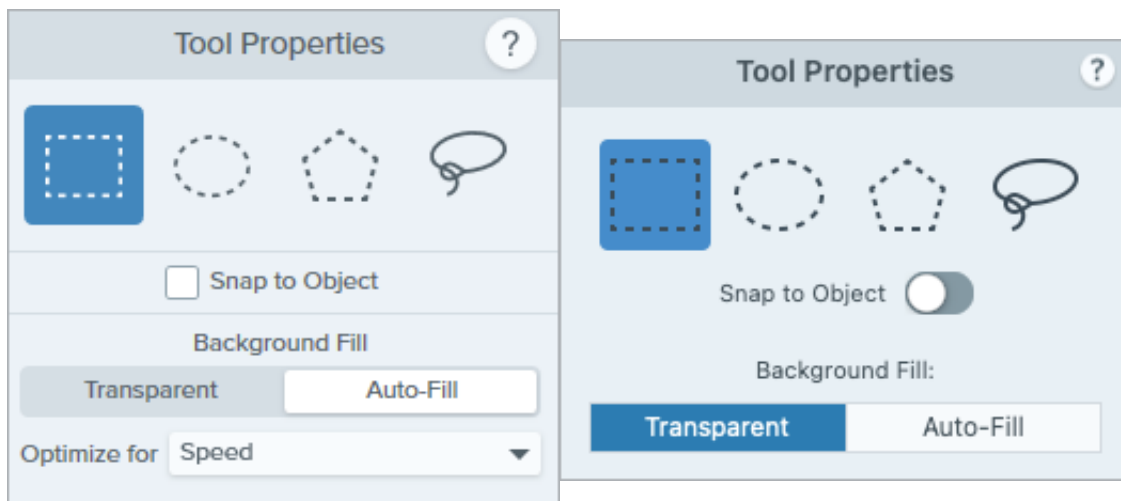 Tool Properties ?
Snap to Object
Background Fill
Transparent Auto-Fill
Optimize for Speed
Tool Properties ?
Snap to Object
Background Fill:
Transparent Auto-Fill